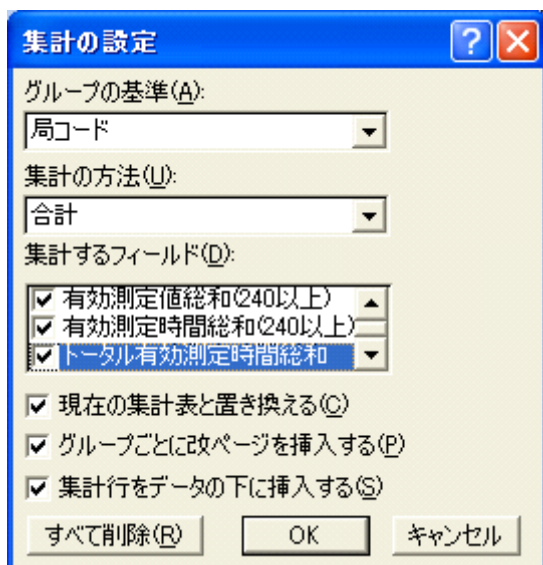 集計の設定
グループの基準(A):
局コード
集計の方法(U):
合計
集計するフィールド(D):
有効測定値総和(240以上)
有効測定時間総和(240以上)
トータル有効測定時間総和
現在の集計表と置き換える(C)
グループごとに改ページを挿入する(P)
集計行をデータの下に挿入する(S)
すべて削除(R) OK キャンセル